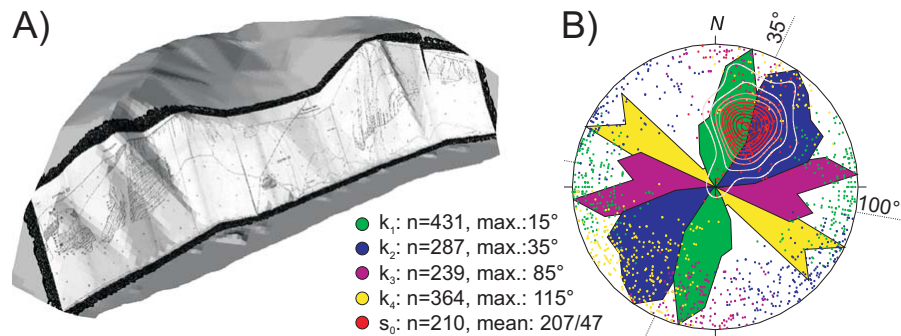 A)
B)
N
35°
100°
k₁: n=431, max.:15°
k₂: n=287, max.:35°
k₃: n=239, max.: 85°
k₄: n=364, max.: 115°
s₀: n=210, mean: 207/47